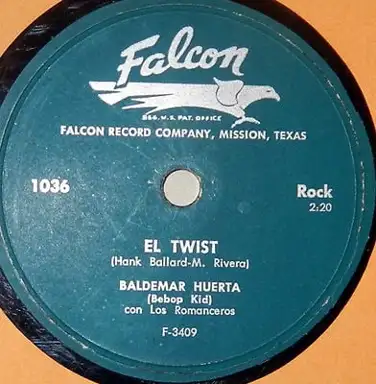 Falcon
REG. U.S. PAT. OFFICE
FALCON RECORD COMPANY, MISSION, TEXAS
1036
Rock
2:20
EL TWIST
(Hank Ballard-M. Rivera)
BALDEMAR HUERTA
(Bebop Kid)
con Los Romanceros
F-3409